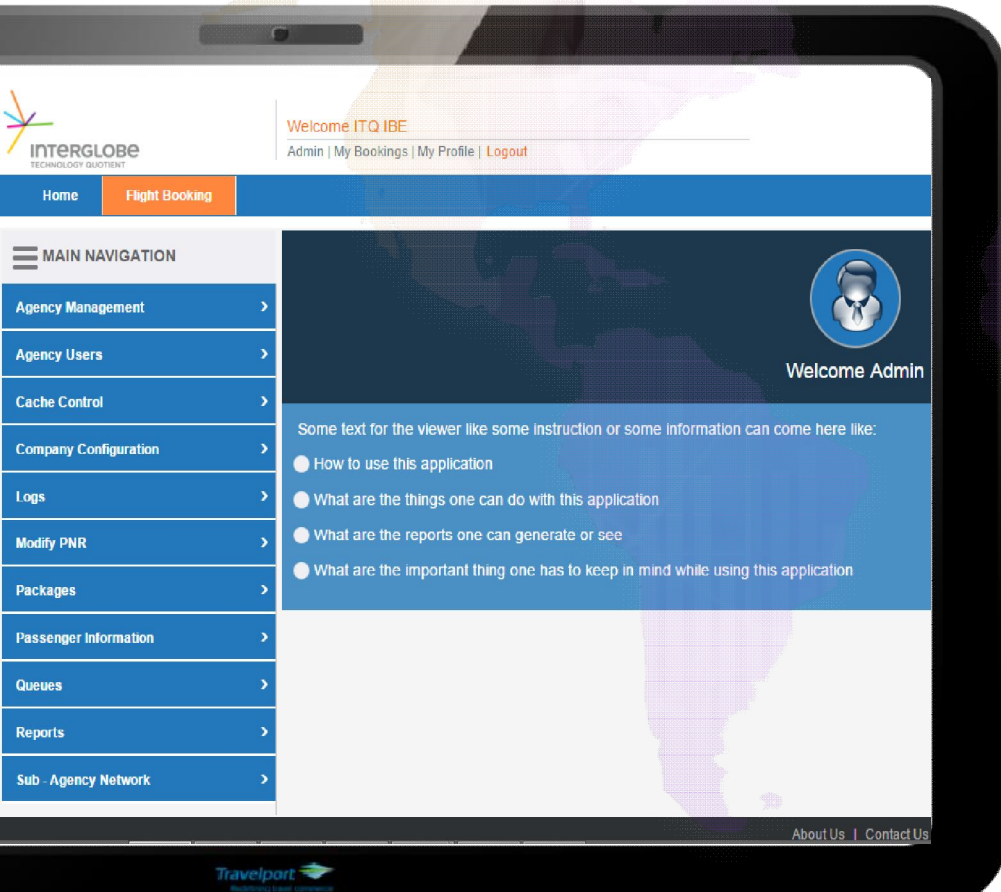 INTERGLOBE
TECHNOLOGY QUOTIENT
Welcome ITQ IBE
Admin | My Bookings | My Profile | Logout
Home
Flight Booking
MAIN NAVIGATION
Agency Management
Agency Users
Cache Control
Company Configuration
Logs
Modify PNR
Packages
Passenger Information
Queues
Reports
Sub - Agency Network
Welcome Admin
Some text for the viewer like some instruction or some information can come here like:
How to use this application
What are the things one can do with this application
What are the reports one can generate or see
What are the important thing one has to keep in mind while using this application
About Us | Contact Us
Travelport
Redefining travel commerce